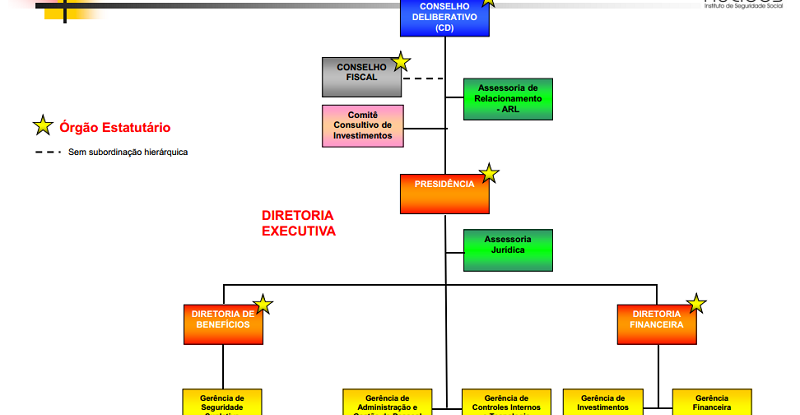 Instituto de Seguridade Social
CONSELHO
DELIBERATIVO
(CD)
CONSELHO
FISCAL
Assessoria de
Relacionamento
- ARL
Comitê
Consultivo de
Investimentos
Órgão Estatutário
Sem subordinação hierárquica
PRESIDÊNCIA
DIRETORIA
EXECUTIVA
Assessoria
Jurídica
DIRETORIA DE
BENEFÍCIOS
DIRETORIA
FINANCEIRA
Gerência de
Seguridade
Gerência de
Administração e
Gerência de
Controles Internos
Gerência de
Investimentos
Gerência
Financeira